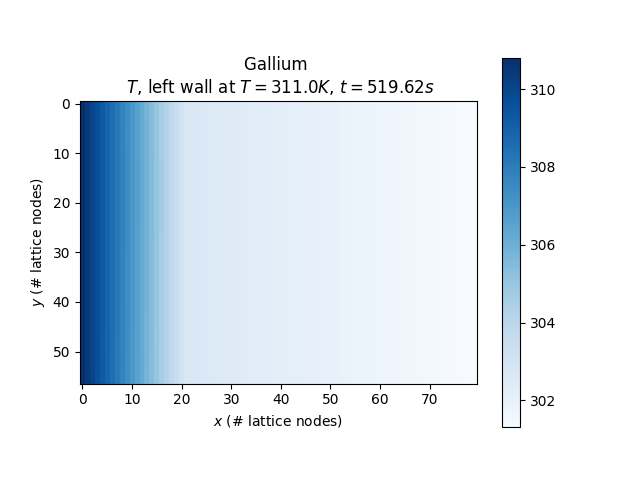 Gallium
T, left wall at T = 311.0K, t = 519.62s
0
10
20
30
40
50
y (# lattice nodes)
0 10 20 30 40 50 60 70
x (# lattice nodes)
310
308
306
304
302